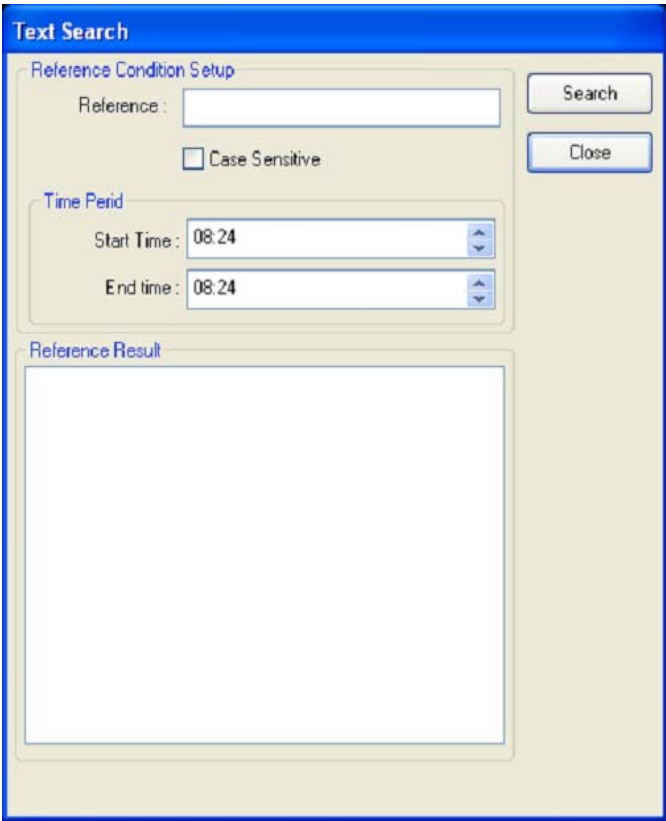 Text Search
Reference Condition Setup
Reference :
Search
Case Sensitive
Close
Time Perid
Start Time : 08:24
End time : 08:24
Reference Result